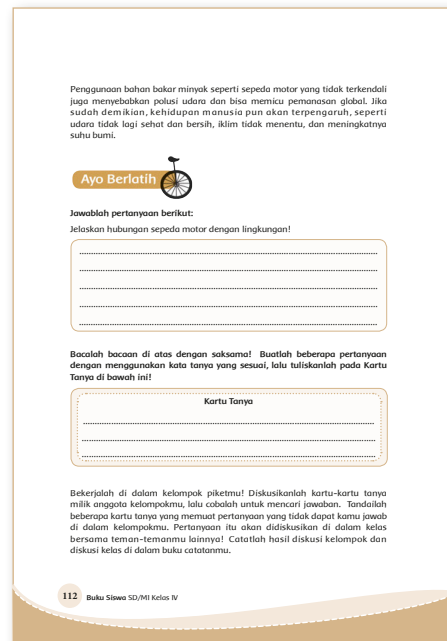 Penggunaan bahan bakar minyak seperti sepeda motor yang tidak terkendali
juga menyebabkan polusi udara dan bisa memicu pemanasan global. Jika
sudah demikian, kehidupan manusia pun akan terpengaruh, seperti
udara tidak lagi sehat dan bersih, iklim tidak menentu, dan meningkatnya
suhu bumi.
Ayo Berlatih
Jawablah pertanyaan berikut:
Jelaskan hubungan sepeda motor dengan lingkungan!
Bacalah bacaan di atas dengan saksama! Buatlah beberapa pertanyaan
dengan menggunakan kata tanya yang sesuai, lalu tuliskanlah pada Kartu
Tanya di bawah ini!
Kartu Tanya
Bekerjalah di dalam kelompok piketmu! Diskusikanlah kartu-kartu tanya
milik anggota kelompokmu, lalu cobalah untuk mencari jawaban. Tandailah
beberapa kartu tanya yang memuat pertanyaan yang tidak dapat kamu jawab
di dalam kelompokmu. Pertanyaan itu akan didiskusikan di dalam kelas
bersama teman-temanmu lainnya! Catatlah hasil diskusi kelompok dan
diskusi kelas di dalam buku catatanmu.
112 Buku Siswa SD/MI Kelas IV